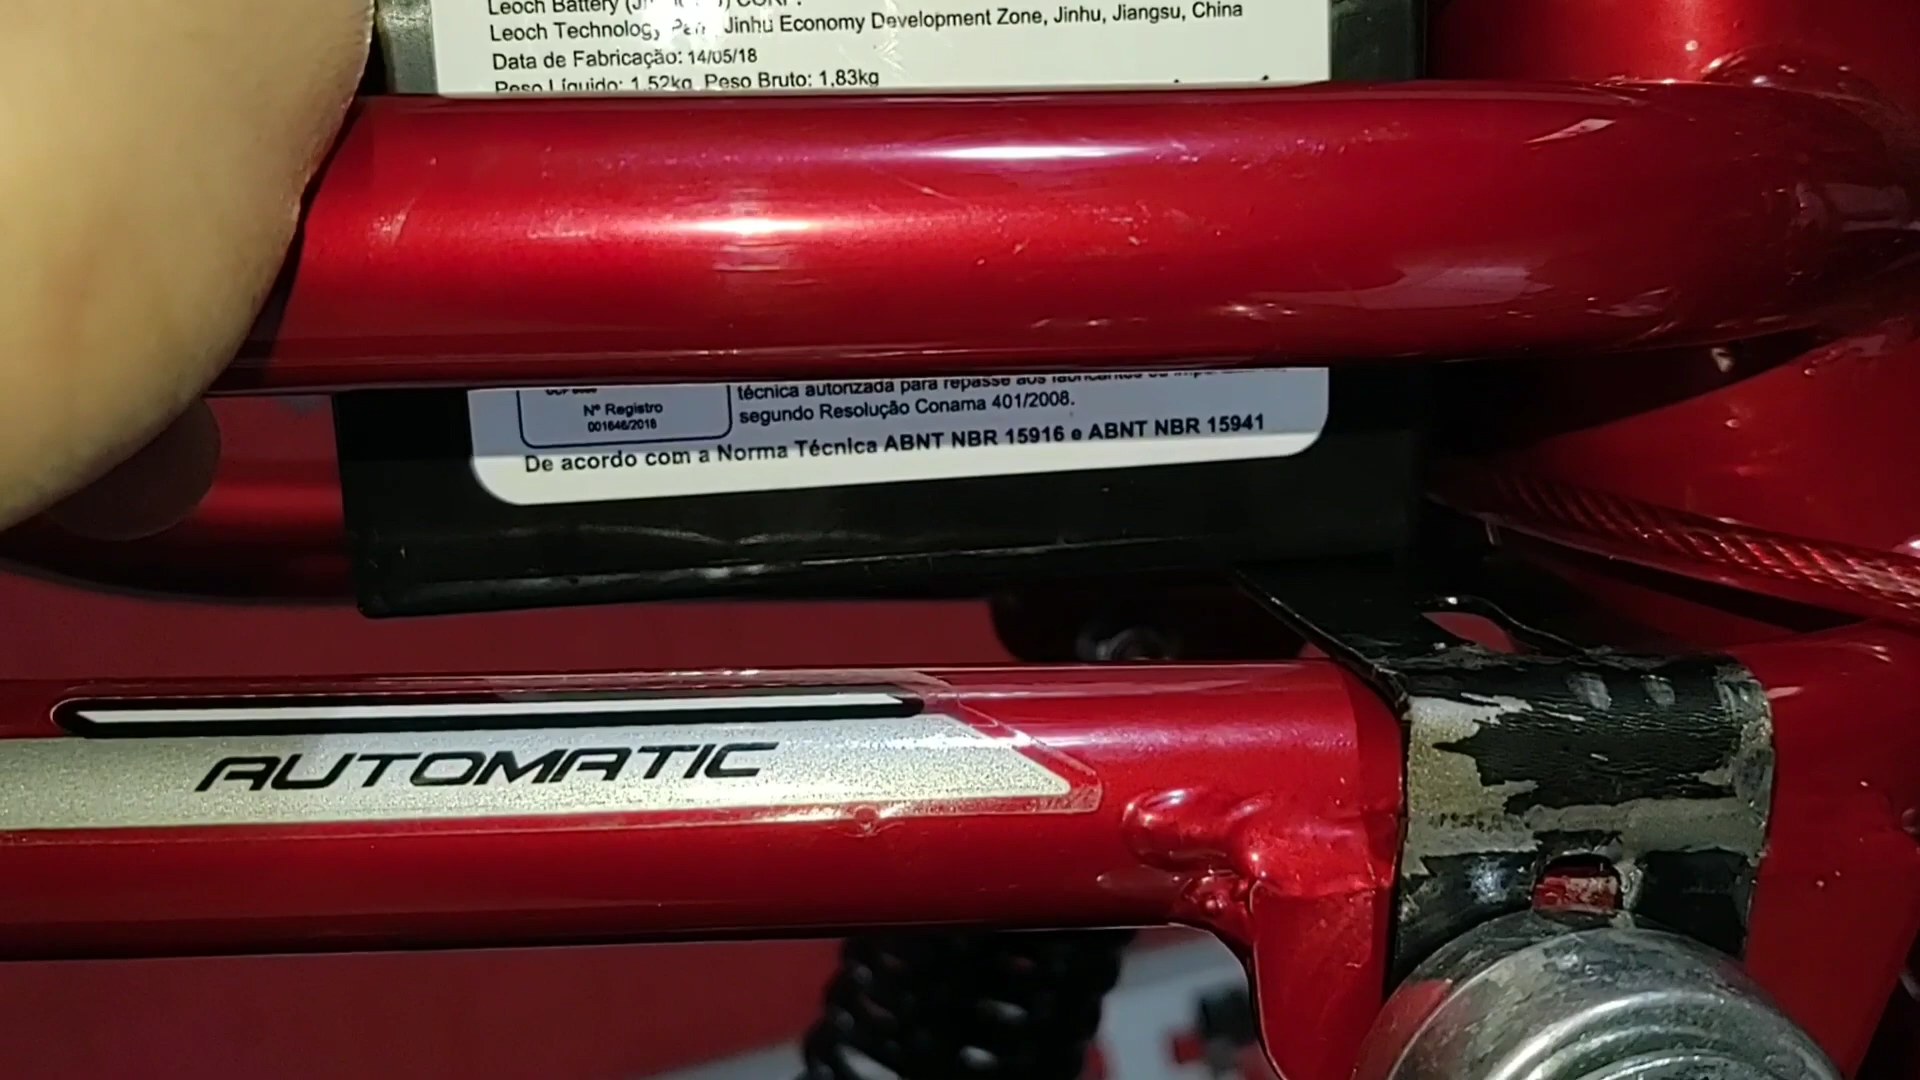 Leoch Battery
Leoch Technology Jinhu Economy Development Zone, Jinhu, Jiangsu, China
Data de Fabricação: 14/05/18
Peso Líquido: 1,52kg Peso Bruto: 1,83kg
Nº Registro
001646/2018
técnica autorizada para repasse aos
segundo Resolução Conama 401/2008.
De acordo com a Norma Técnica ABNT NBR 15916 e ABNT NBR 15941
AUTOMATIC